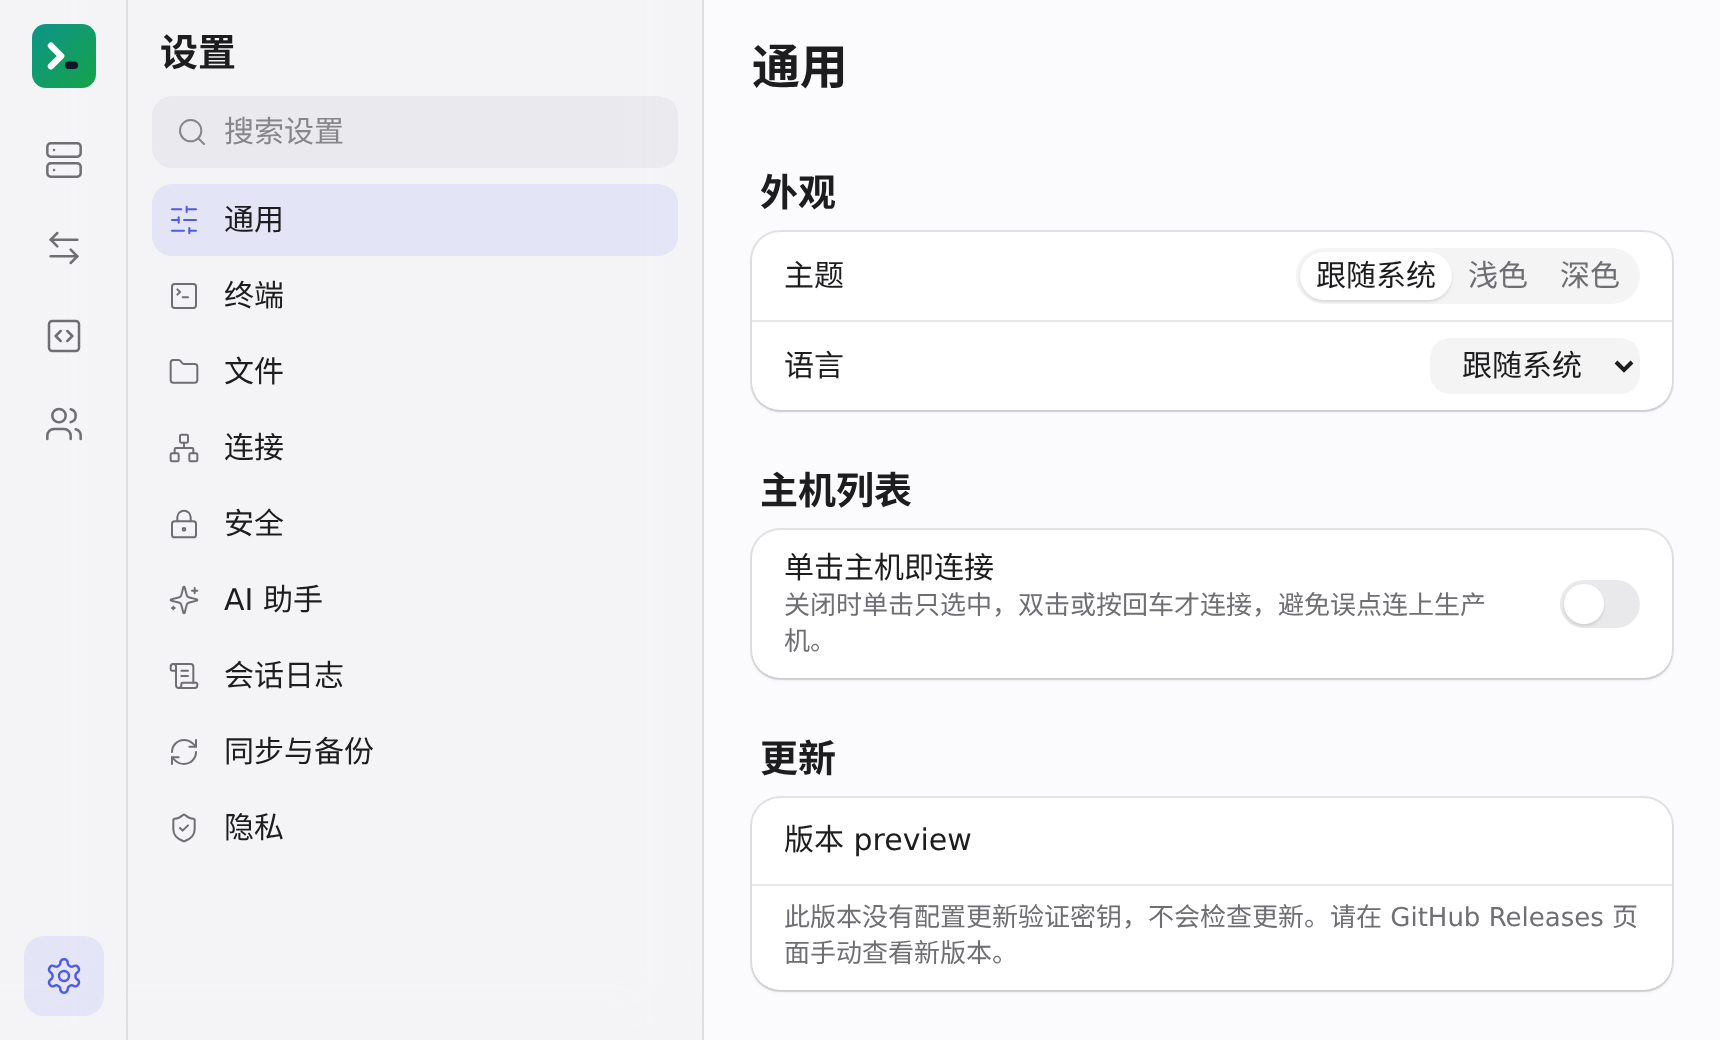 设置
搜索设置
通用
终端
文件
连接
安全
AI 助手
会话日志
同步与备份
隐私
通用
外观
主题
跟随系统 浅色 深色
语言
跟随系统
主机列表
单击主机即连接
关闭时单击只选中，双击或按回车才连接，避免误点连上生产
机。
更新
版本 preview
此版本没有配置更新验证密钥，不会检查更新。请在 GitHub Releases 页
面手动查看新版本。